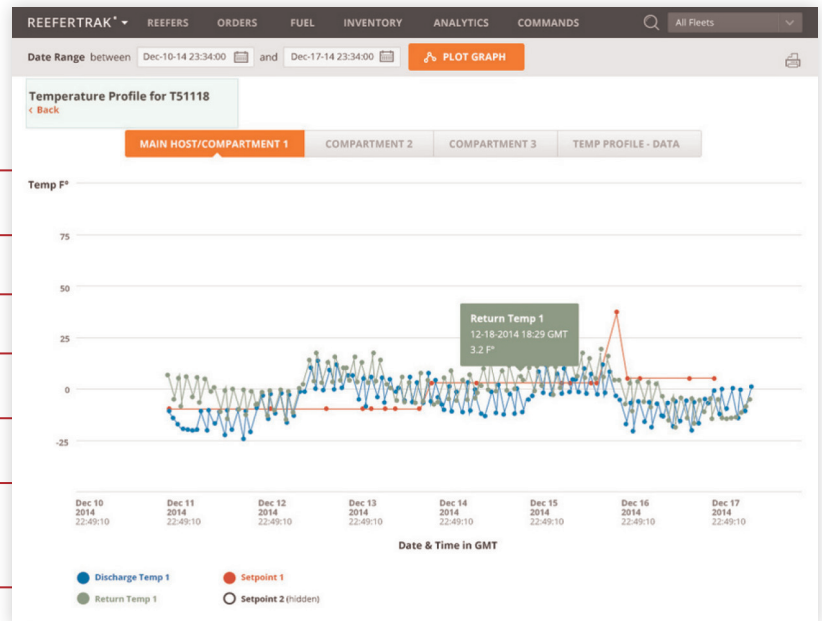 REEFERTRAK° REEFERS ORDERS FUEL INVENTORY ANALYTICS COMMANDS All Fleets
Date Range between Dec-10-14 23:34:00 and Dec-17-14 23:34:00 PLOT GRAPH
Temperature Profile for T51118
‹ Back
MAIN HOST/COMPARTMENT 1 COMPARTMENT 2 COMPARTMENT 3 TEMP PROFILE - DATA
Temp F°
75
50
25
0
-25
Return Temp 1
12-18-2014 18:29 GMT
3.2 F°
Dec 10 Dec 11 Dec 12 Dec 13 Dec 14 Dec 15 Dec 16 Dec 17
2014 2014 2014 2014 2014 2014 2014 2014
22:49:10 22:49:10 22:49:10 22:49:10 22:49:10 22:49:10 22:49:10 22:49:10
Date & Time in GMT
Discharge Temp 1 Setpoint 1
Return Temp 1 Setpoint 2 (hidden)